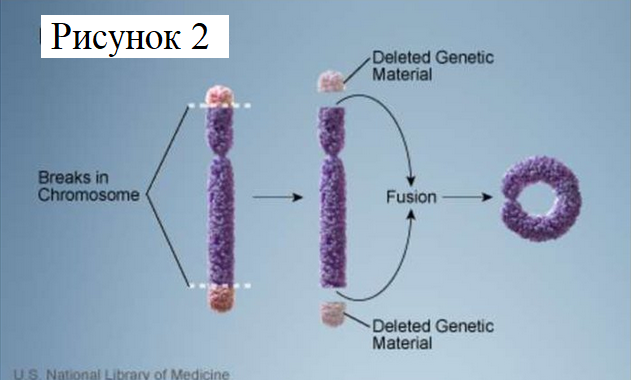 Рисунок 2
Deleted Genetic
Material
Breaks in
Chromosome
Fusion
Deleted Genetic
Material
U.S. National Library of Medicine